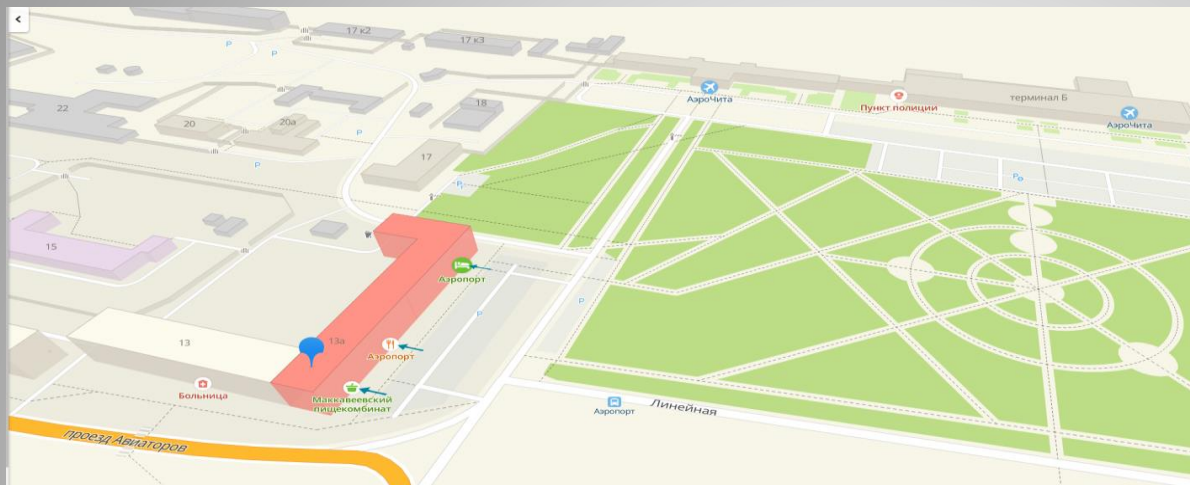 17 к2
17 к3
P
P
АэроЧита
Пункт полиции
терминал Б
АэроЧита
22
20
20а
18
P
17
P
P
P
15
Аэропорт
P
P
13
13а
Аэропорт
Больница
Маккавеевский
пищекомбинат
Аэропорт
Линейная
проезд Авиаторов